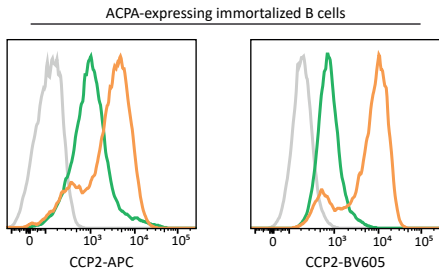 ACPA-expressing immortalized B cells
0 10³ 10⁴ 10⁵
CCP2-APC
0 10³ 10⁴ 10⁵
CCP2-BV605